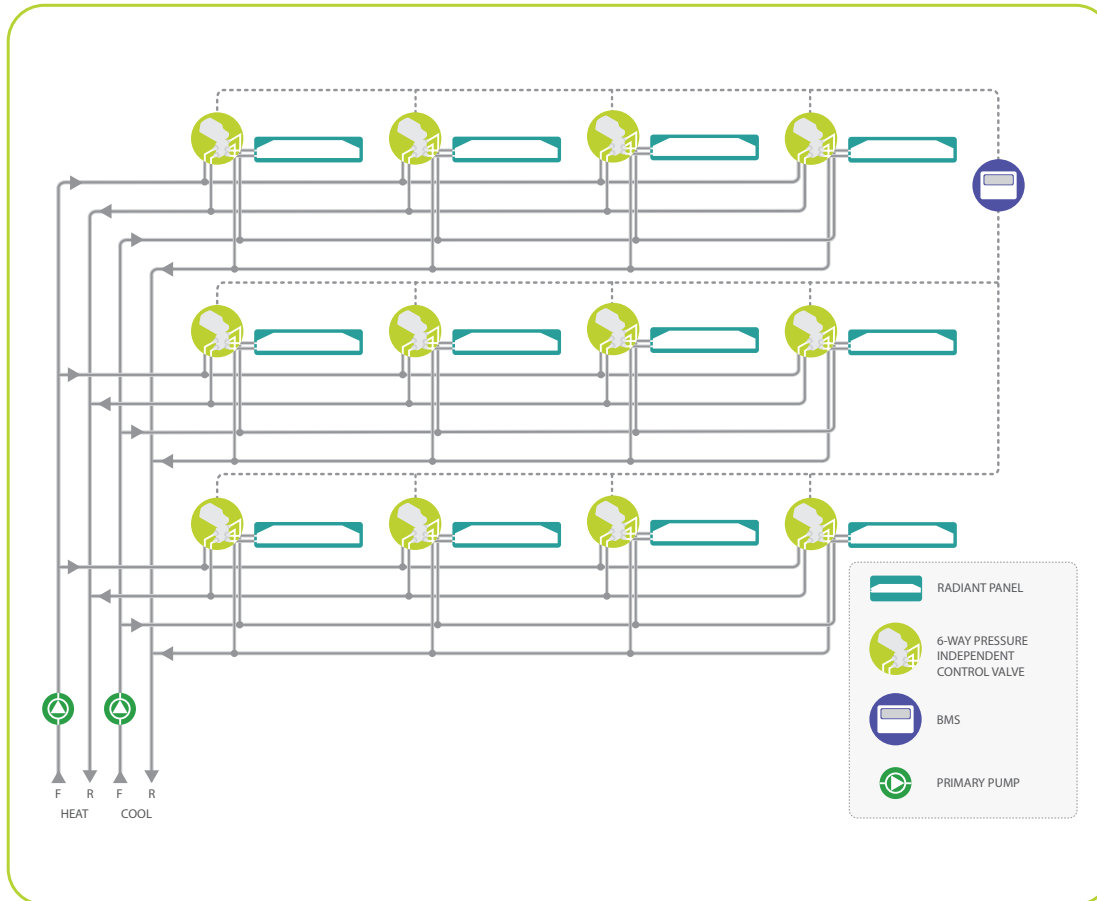 RADIANT PANEL
6-WAY PRESSURE
INDEPENDENT
CONTROL VALVE
BMS
PRIMARY PUMP
F R F R
HEAT COOL